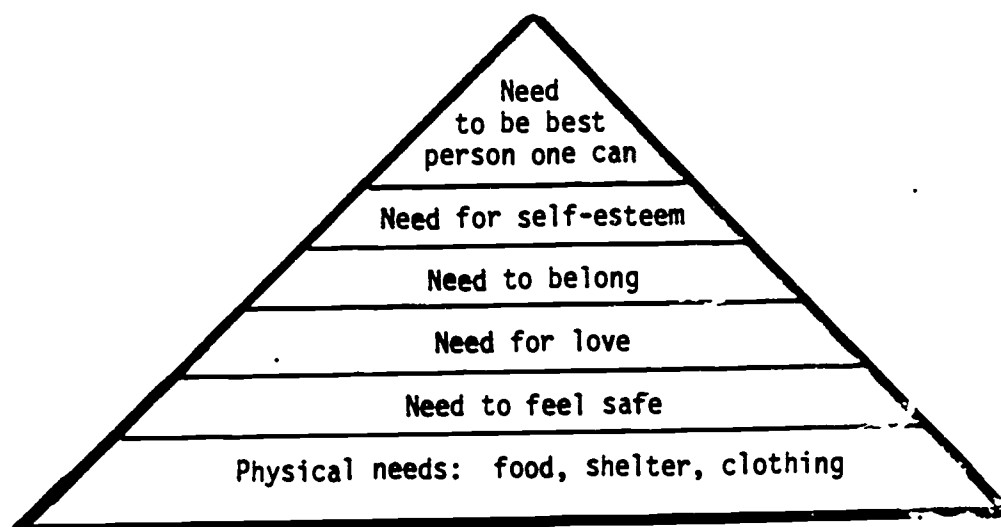 Need
to be best
person one can
Need for self-esteem
Need to belong
Need for love
Need to feel safe
Physical needs: food, shelter, clothing